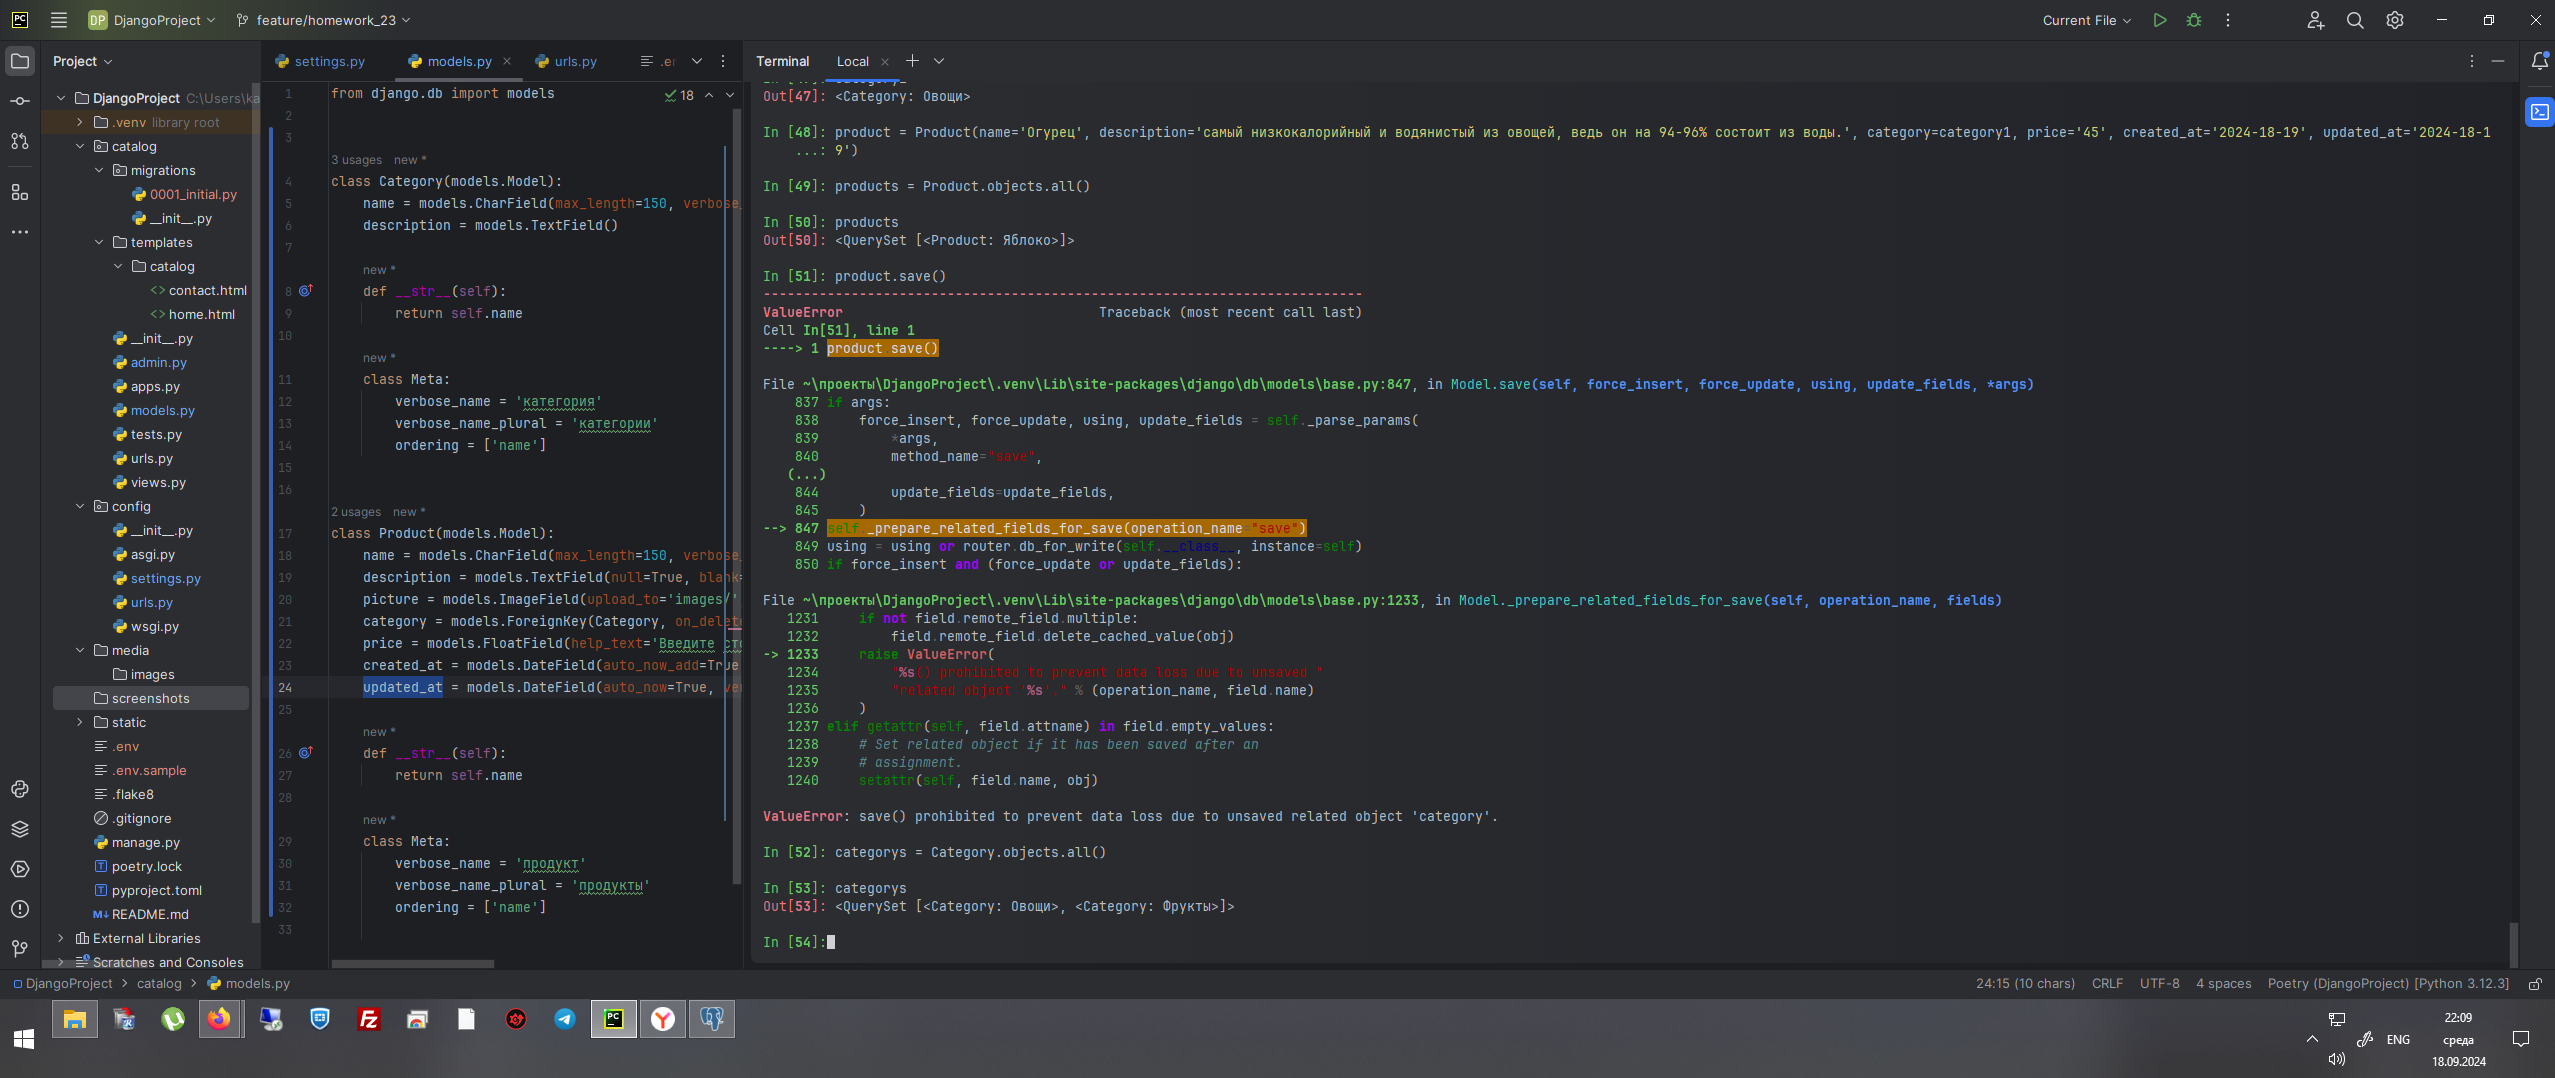 DP DjangoProject feature/homework_23 Current File
Project
DjangoProject C:\Users\ka
.venv library root
catalog
migrations
0001_initial.py
__init__.py
templates
catalog
contact.html
home.html
__init__.py
admin.py
apps.py
models.py
tests.py
urls.py
views.py
config
__init__.py
asgi.py
settings.py
urls.py
wsgi.py
media
images
screenshots
static
.env
.env.sample
.flake8
.gitignore
manage.py
poetry.lock
pyproject.toml
README.md
External Libraries
Scratches and Consoles
settings.py models.py urls.py
18
1 from django.db import models
2
3
3 usages new *
4 class Category(models.Model):
5 name = models.CharField(max_length=150, verbose_
6 description = models.TextField()
7
new *
8 def __str__(self):
9 return self.name
10
new *
11 class Meta:
12 verbose_name = 'категория'
13 verbose_name_plural = 'категории'
14 ordering = ['name']
15
16
2 usages new *
17 class Product(models.Model):
18 name = models.CharField(max_length=150, verbose_
19 description = models.TextField(null=True, blank=
20 picture = models.ImageField(upload_to='images/'
21 category = models.ForeignKey(Category, on_delete
22 price = models.FloatField(help_text='Введите сто
23 created_at = models.DateField(auto_now_add=True
24 updated_at = models.DateField(auto_now=True, ver
25
new *
26 def __str__(self):
27 return self.name
28
new *
29 class Meta:
30 verbose_name = 'продукт'
31 verbose_name_plural = 'продукты'
32 ordering = ['name']
33
Terminal Local
Out[47]: <Category: Овощи>
In [48]: product = Product(name='Огурец', description='самый низкокалорийный и водянистый из овощей, ведь он на 94-96% состоит из воды.', category=category1, price='45', created_at='2024-18-19', updated_at='2024-18-1
...: 9')
In [49]: products = Product.objects.all()
In [50]: products
Out[50]: <QuerySet [<Product: Яблоко>]>
In [51]: product.save()
---------------------------------------------------------------------------
ValueError Traceback (most recent call last)
Cell In[51], line 1
----> 1 product.save()
File ~\проекты\DjangoProject\.venv\Lib\site-packages\django\db\models\base.py:847, in Model.save(self, force_insert, force_update, using, update_fields, *args)
837 if args:
838 force_insert, force_update, using, update_fields = self._parse_params(
839 *args,
840 method_name="save",
(...)
844 update_fields=update_fields,
845 )
--> 847 self._prepare_related_fields_for_save(operation_name="save")
849 using = using or router.db_for_write(self.__class__, instance=self)
850 if force_insert and (force_update or update_fields):
File ~\проекты\DjangoProject\.venv\Lib\site-packages\django\db\models\base.py:1233, in Model._prepare_related_fields_for_save(self, operation_name, fields)
1231 if not field.remote_field.multiple:
1232 field.remote_field.delete_cached_value(obj)
-> 1233 raise ValueError(
1234 "%s() prohibited to prevent data loss due to unsaved "
1235 "related object '%s'." % (operation_name, field.name)
1236 )
1237 elif getattr(self, field.attname) in field.empty_values:
1238 # Set related object if it has been saved after an
1239 # assignment.
1240 setattr(self, field.name, obj)
ValueError: save() prohibited to prevent data loss due to unsaved related object 'category'.
In [52]: categorys = Category.objects.all()
In [53]: categorys
Out[53]: <QuerySet [<Category: Овощи>, <Category: Фрукты>]>
In [54]:
DjangoProject > catalog > models.py 24:15 (10 chars) CRLF UTF-8 4 spaces Poetry (DjangoProject) [Python 3.12.3]
ENG
22:09
среда
18.09.2024